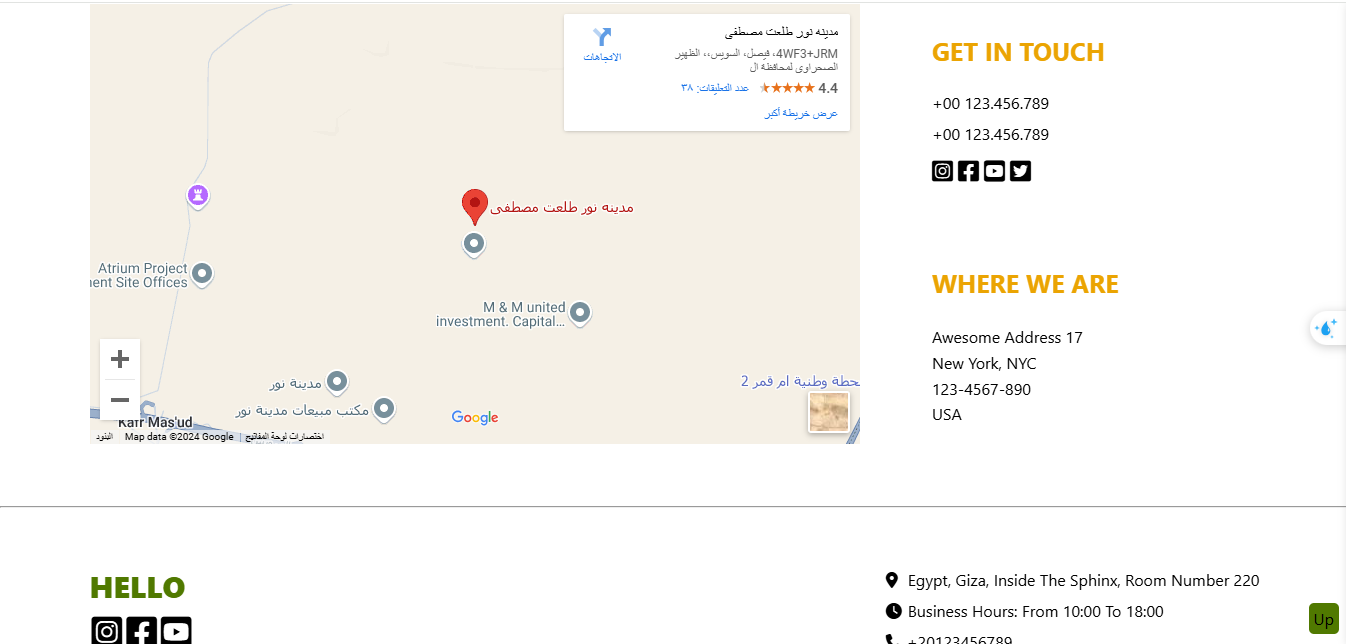 مدينه نور طلعت مصطفى
4WF3+JRM، فيصل، السويس،، الظهير
الصحراوى لمحافظة ال
4.4
عدد التعليقات: ٣٨
عرض خريطة أكبر
الاتجاهات
مدينه نور طلعت مصطفى
Atrium Project
ment Site Offices
M & M united
investment. Capital...
مدينة نور
محطة وطنية ام قمر 2
مكتب مبيعات مدينة نور
Google
Kafr Mas'ud
البنود
Map data ©2024 Google
اختصارات لوحة المفاتيح
GET IN TOUCH
+00 123.456.789
+00 123.456.789
WHERE WE ARE
Awesome Address 17
New York, NYC
123-4567-890
USA
HELLO
Egypt, Giza, Inside The Sphinx, Room Number 220
Business Hours: From 10:00 To 18:00
+20123456789
Up